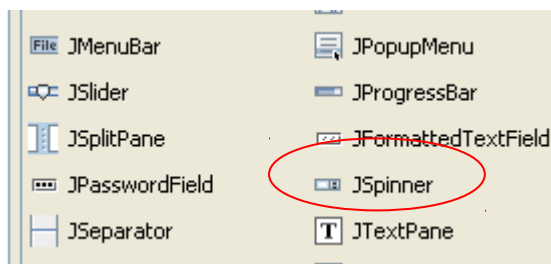 File JMenuBar JPopupMenu
JSlider JProgressBar
JSplitPane JFormattedTextField
JPasswordField JSpinner
JSeparator T JTextPane